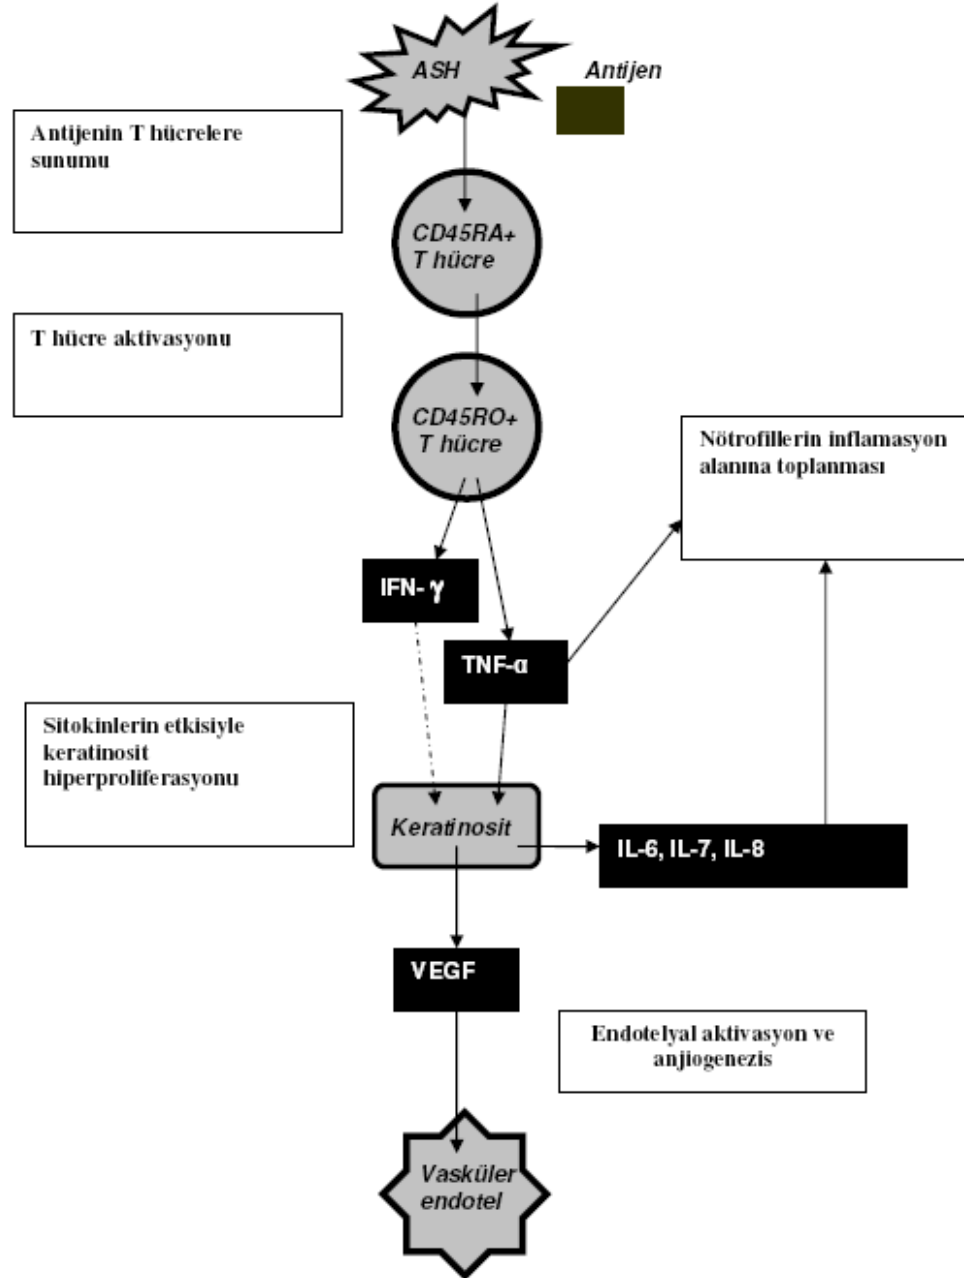 ASH
Antijen
Antijenin T hücrelere
sunumu
CD45RA+
T hücre
T hücre aktivasyonu
CD45RO+
T hücre
Nötrofillerin inflamasyon
alanına toplanması
IFN- γ
TNF-α
Sitokinlerin etkisiyle
keratinosit
hiperproliferasyonu
Keratinosit
IL-6, IL-7, IL-8
VEGF
Endotelyal aktivasyon ve
anjiogenezis
Vasküler
endotel